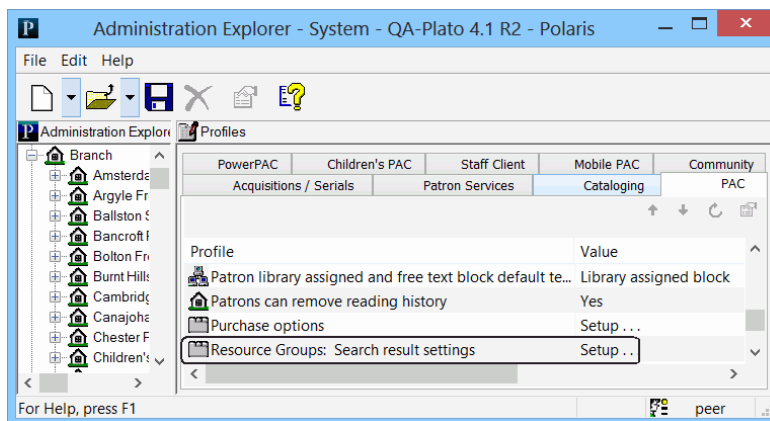 Administration Explorer - System - QA-Plato 4.1 R2 - Polaris
File Edit Help
Administration Explore
Profiles
Branch
Amsterda
Argyle Fr
Ballston S
Bancroft F
Bolton Fre
Burnt Hills
Cambridg
Canajoha
Chester F
Children's
PowerPAC Children's PAC Staff Client Mobile PAC Community
Acquisitions / Serials Patron Services Cataloging PAC
Profile Value
Patron library assigned and free text block default te... Library assigned block
Patrons can remove reading history Yes
Purchase options Setup . . .
Resource Groups: Search result settings Setup . .
For Help, press F1 peer